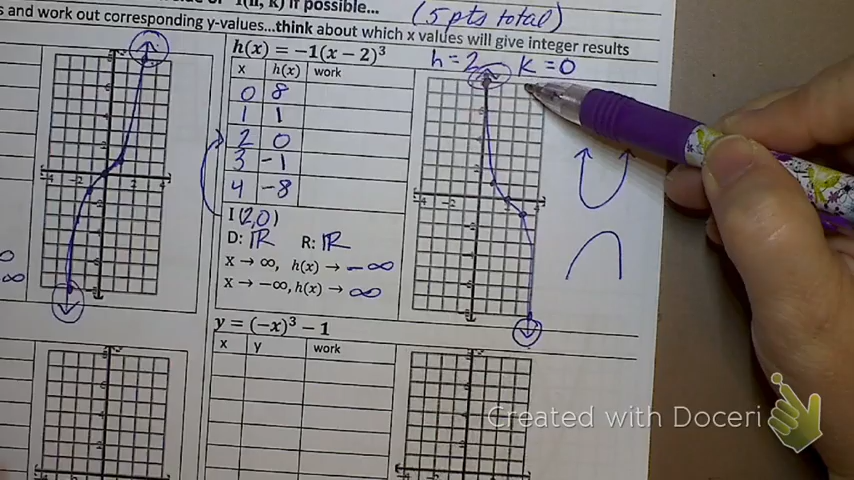 I(h, k) if possible...
(5 pts total)
s and work out corresponding y-values...think about which x values will give integer results
h(x) = −1(x − 2)³
h = 2 k = 0
x h(x) work
0 8
1 1
2 0
3 -1
4 -8
I (2,0)
D: ℝ R: ℝ
x → ∞, h(x) → -∞
x → −∞, h(x) → ∞
y = (−x)³ − 1
x y work
Created with Doceri